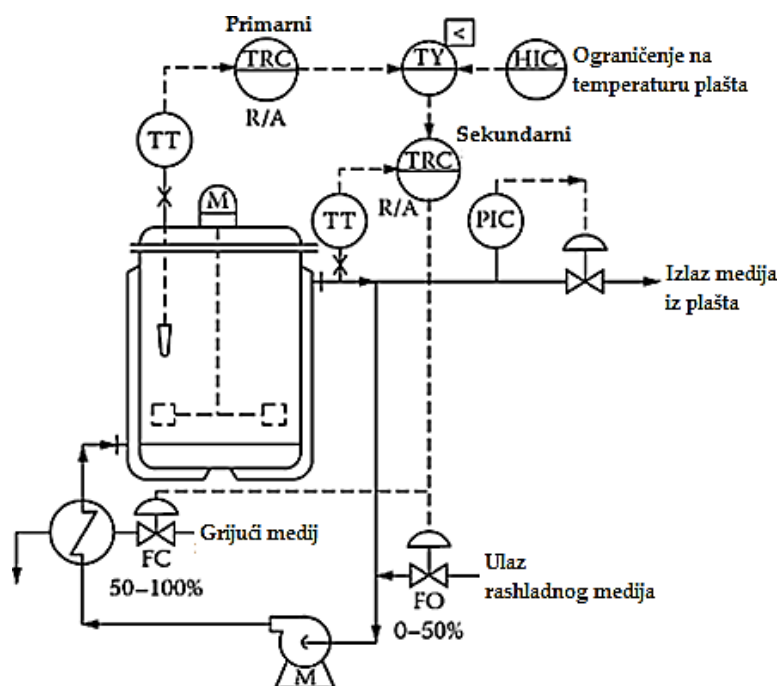 Primarni
TRC
R/A
TY
<
HIC
Ograničenje na
temperaturu plašta
TT
M
Sekundarni
TRC
R/A
TT
PIC
Izlaz medija
iz plašta
Grijući medij
FC
50–100%
Ulaz
rashladnog medija
FO
0–50%
M